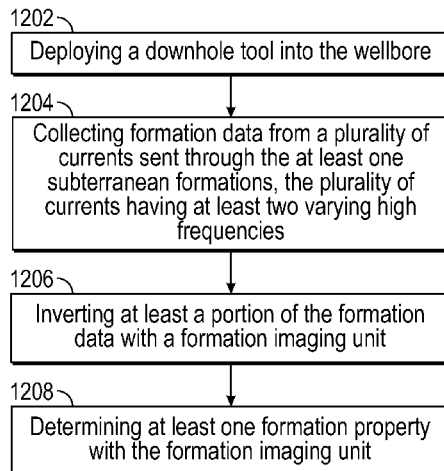 1202
Deploying a downhole tool into the wellbore
1204
Collecting formation data from a plurality of
currents sent through the at least one
subterranean formations, the plurality of
currents having at least two varying high
frequencies
1206
Inverting at least a portion of the formation
data with a formation imaging unit
1208
Determining at least one formation property
with the formation imaging unit